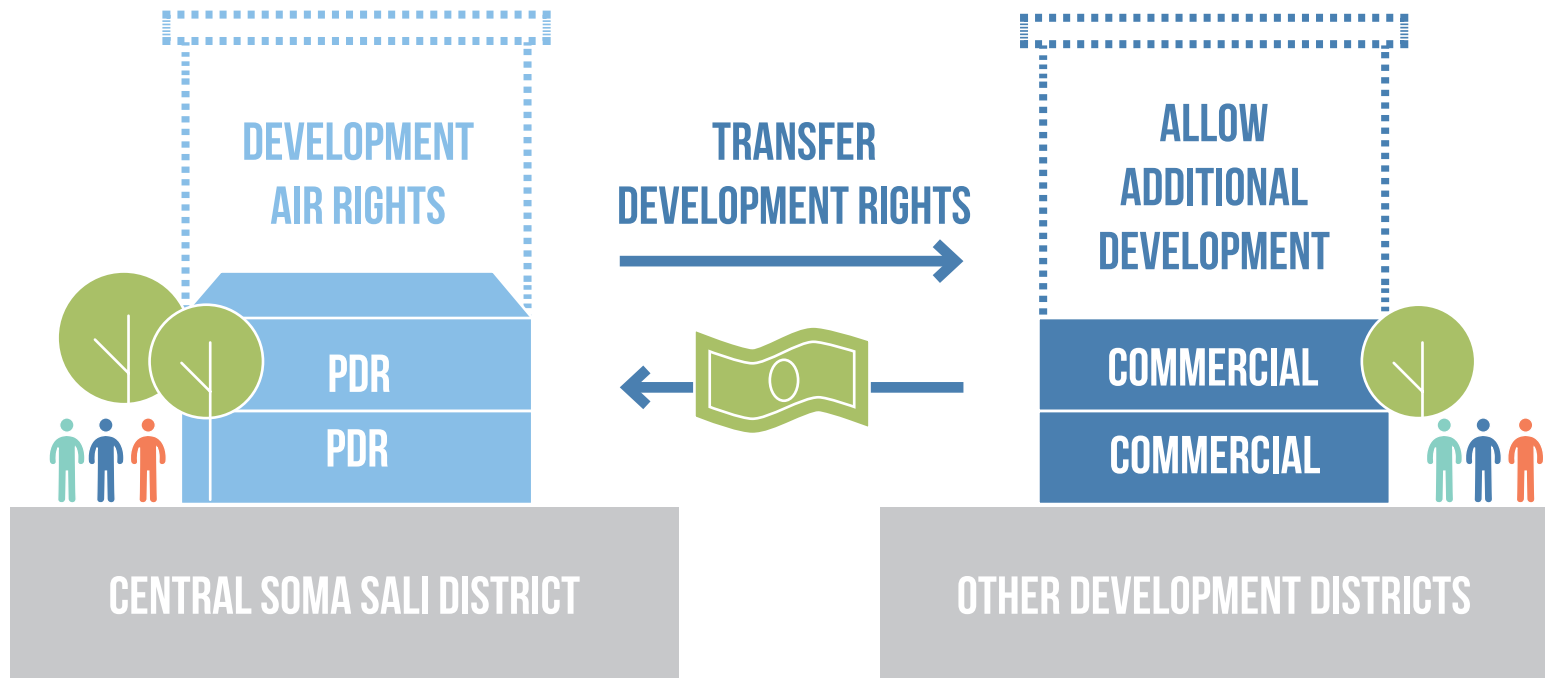 DEVELOPMENT
AIR RIGHTS
TRANSFER
DEVELOPMENT RIGHTS
ALLOW
ADDITIONAL
DEVELOPMENT
PDR
PDR
COMMERCIAL
COMMERCIAL
CENTRAL SOMA SALI DISTRICT
OTHER DEVELOPMENT DISTRICTS